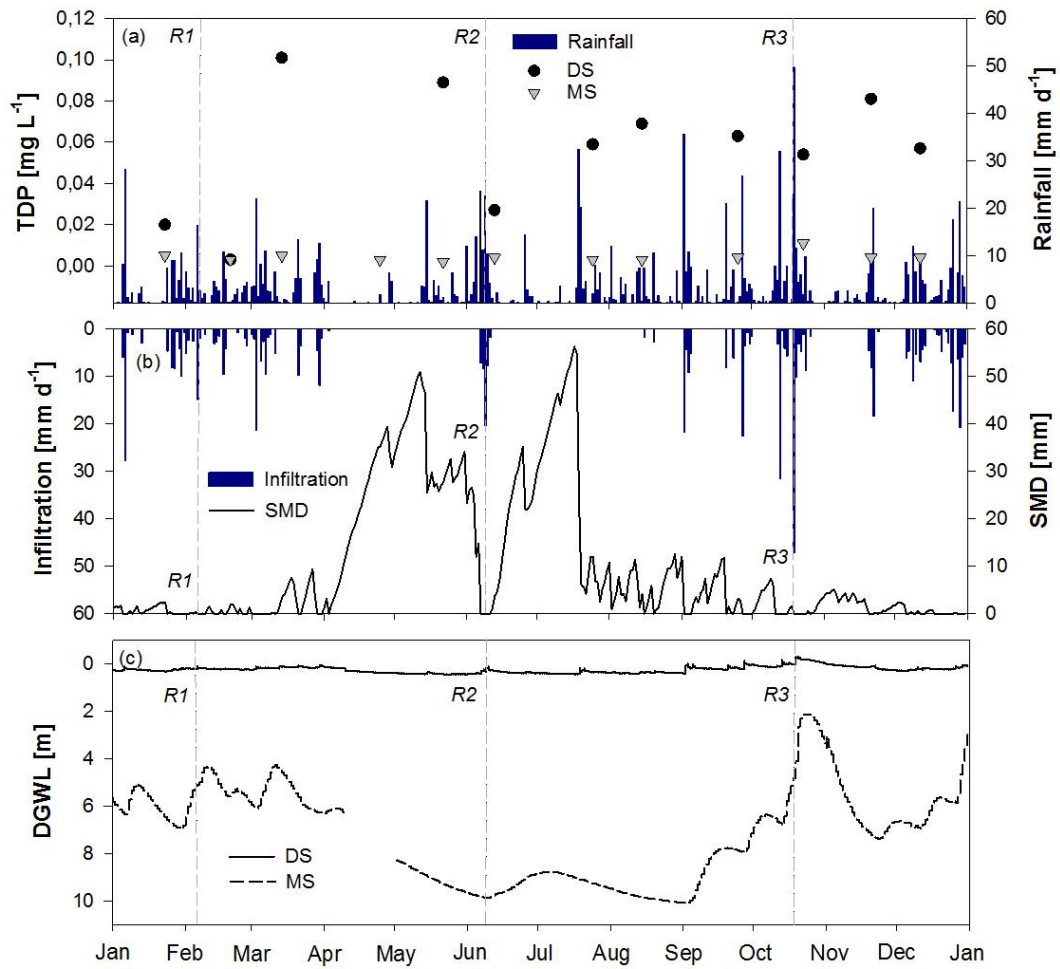 (a)
R1
R2
R3
Rainfall
DS
MS
TDP [mg L⁻¹]
0,12
0,10
0,08
0,06
0,04
0,02
0,00
Rainfall [mm d⁻¹]
60
50
40
30
20
10
0
(b)
R1
R2
R3
Infiltration
SMD
Infiltration [mm d⁻¹]
0
10
20
30
40
50
60
SMD [mm]
60
50
40
30
20
10
0
(c)
R1
R2
R3
DS
MS
DGWL [m]
0
2
4
6
8
10
Jan Feb Mar Apr May Jun Jul Aug Sep Oct Nov Dec Jan